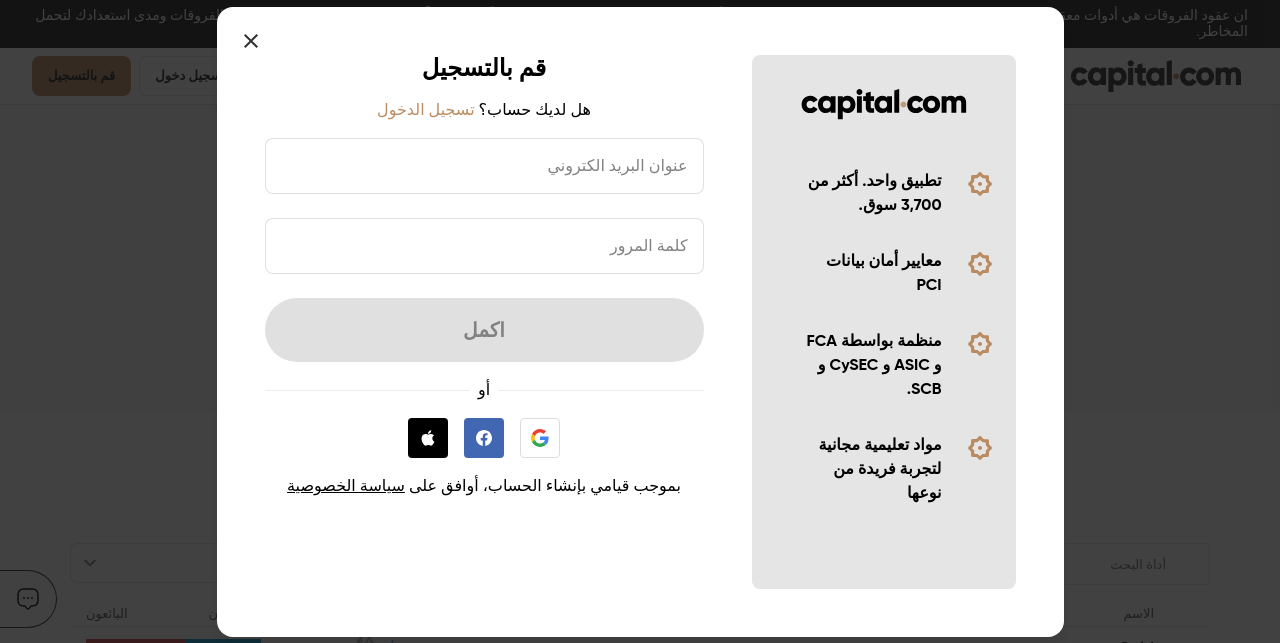 ان عقود الفروقات هي أدوات
الفروقات ومدى استعدادك لتحمل
المخاطر.
capital.com
تسجيل دخول
قم بالتسجيل
قم بالتسجيل
هل لديك حساب؟ تسجيل الدخول
عنوان البريد الكتروني
كلمة المرور
اكمل
أو
بموجب قيامي بإنشاء الحساب، أوافق على سياسة الخصوصية
capital.com
تطبيق واحد. أكثر من
3,700 سوق.
معايير أمان بيانات
PCI
منظمة بواسطة FCA
و ASIC و CySEC و
SCB.
مواد تعليمية مجانية
لتجربة فريدة من
نوعها
أداة البحث
الاسم
البائعون